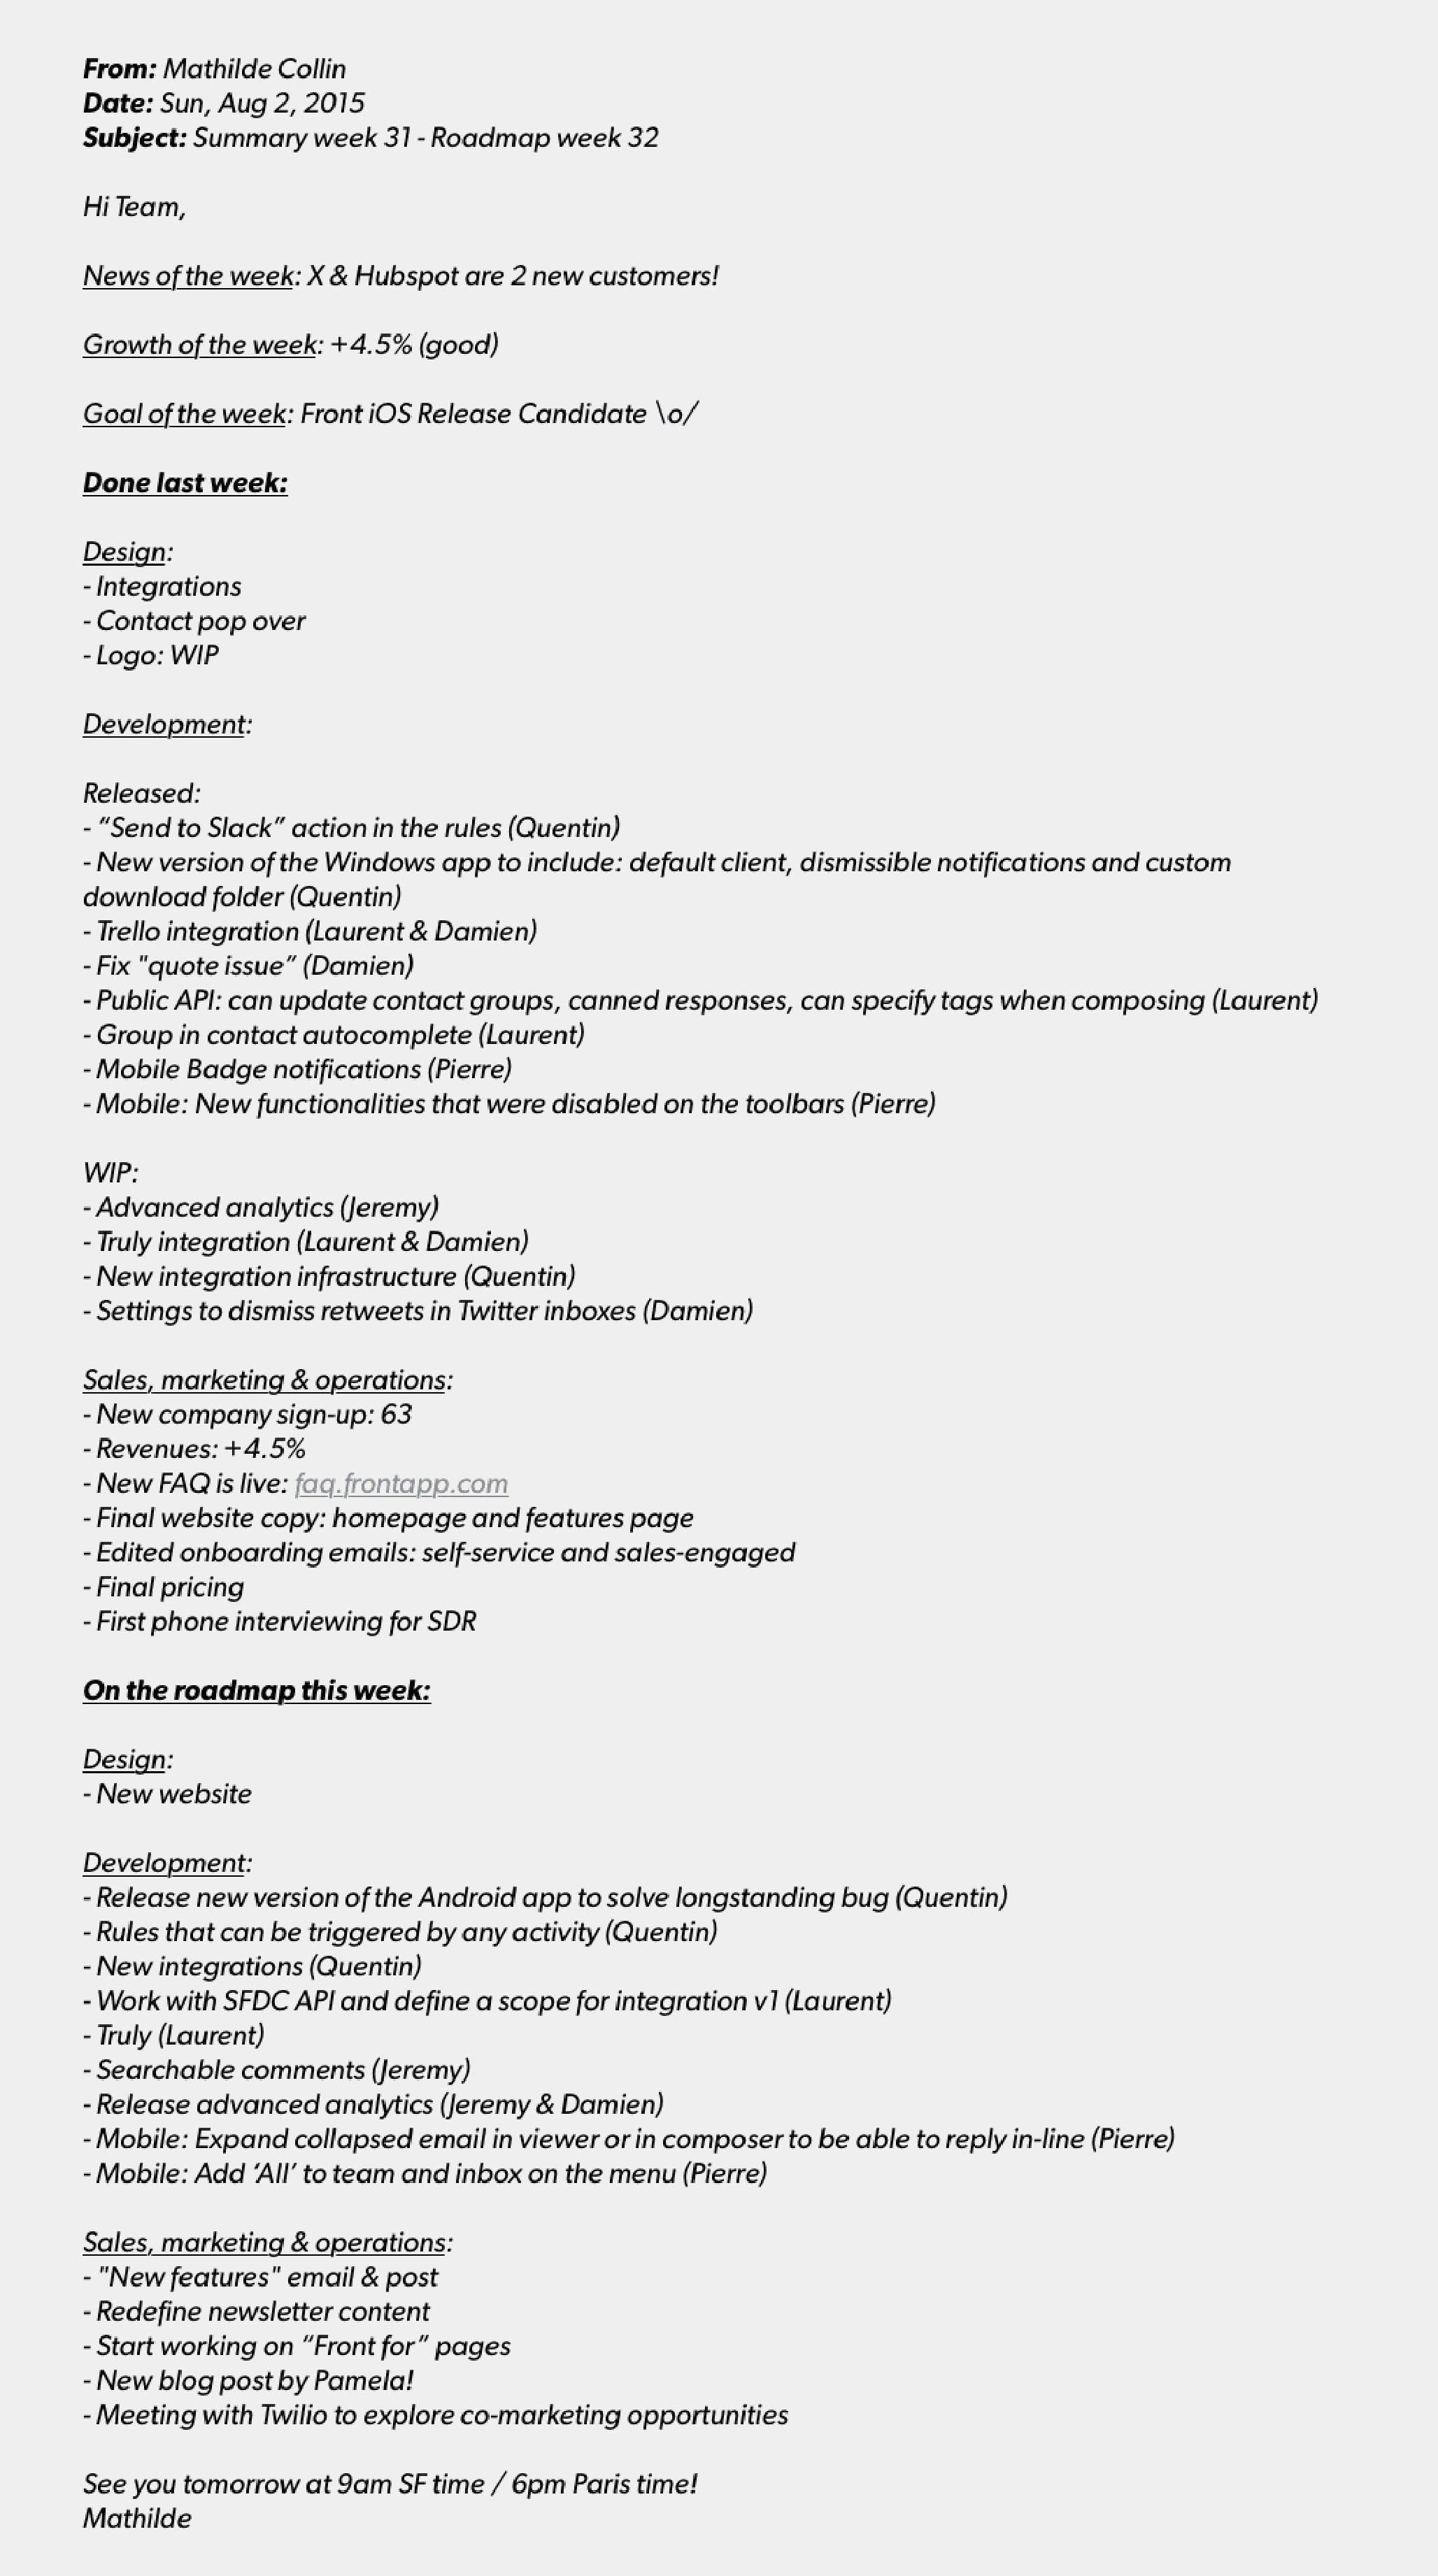 From: Mathilde Collin
Date: Sun, Aug 2, 2015
Subject: Summary week 31 - Roadmap week 32
Hi Team,
News of the week: X & Hubspot are 2 new customers!
Growth of the week: +4.5% (good)
Goal of the week: Front iOS Release Candidate \o/
Done last week:
Design:
- Integrations
- Contact pop over
- Logo: WIP
Development:
Released:
- “Send to Slack” action in the rules (Quentin)
- New version of the Windows app to include: default client, dismissible notifications and custom
download folder (Quentin)
- Trello integration (Laurent & Damien)
- Fix "quote issue” (Damien)
- Public API: can update contact groups, canned responses, can specify tags when composing (Laurent)
- Group in contact autocomplete (Laurent)
- Mobile Badge notifications (Pierre)
- Mobile: New functionalities that were disabled on the toolbars (Pierre)
WIP:
- Advanced analytics (Jeremy)
- Truly integration (Laurent & Damien)
- New integration infrastructure (Quentin)
- Settings to dismiss retweets in Twitter inboxes (Damien)
Sales, marketing & operations:
- New company sign-up: 63
- Revenues: +4.5%
- New FAQ is live: faq.frontapp.com
- Final website copy: homepage and features page
- Edited onboarding emails: self-service and sales-engaged
- Final pricing
- First phone interviewing for SDR
On the roadmap this week:
Design:
- New website
Development:
- Release new version of the Android app to solve longstanding bug (Quentin)
- Rules that can be triggered by any activity (Quentin)
- New integrations (Quentin)
- Work with SFDC API and define a scope for integration v1 (Laurent)
- Truly (Laurent)
- Searchable comments (Jeremy)
- Release advanced analytics (Jeremy & Damien)
- Mobile: Expand collapsed email in viewer or in composer to be able to reply in-line (Pierre)
- Mobile: Add ‘All’ to team and inbox on the menu (Pierre)
Sales, marketing & operations:
- "New features" email & post
- Redefine newsletter content
- Start working on “Front for” pages
- New blog post by Pamela!
- Meeting with Twilio to explore co-marketing opportunities
See you tomorrow at 9am SF time / 6pm Paris time!
Mathilde